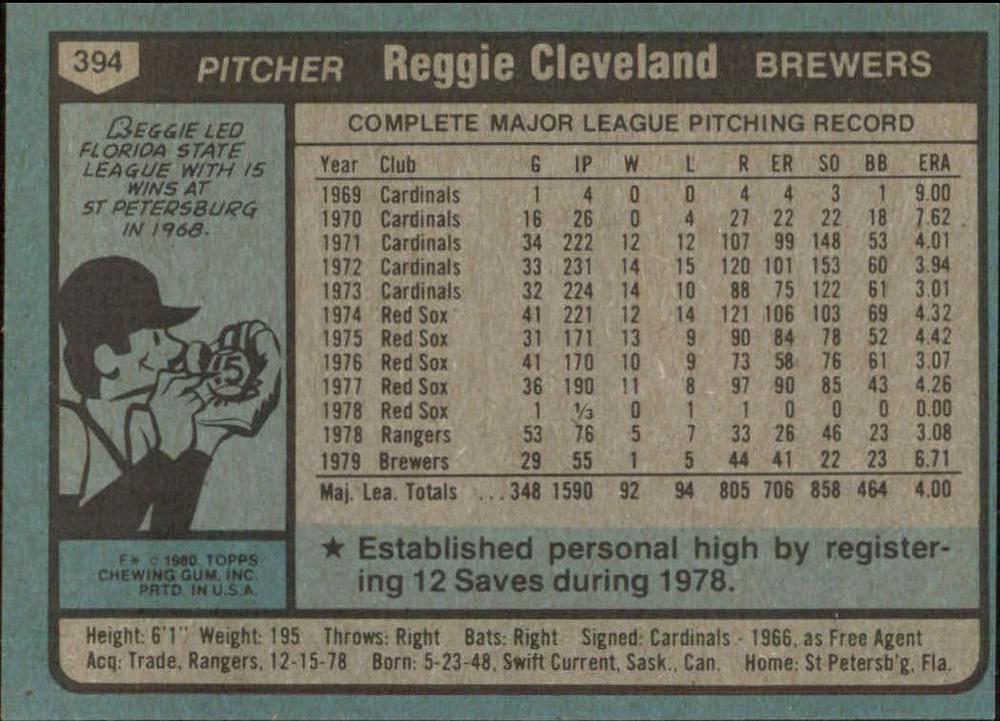 394 PITCHER Reggie Cleveland BREWERS
REGGIE LED
FLORIDA STATE
LEAGUE WITH 15
WINS AT
ST PETERSBURG
IN 1968.
15
F* © 1980 TOPPS
CHEWING GUM, INC.
PRTD. IN U.S.A.
COMPLETE MAJOR LEAGUE PITCHING RECORD
Year Club G IP W L R ER SO BB ERA
1969 Cardinals 1 4 0 0 4 4 3 1 9.00
1970 Cardinals 16 26 0 4 27 22 22 18 7.62
1971 Cardinals 34 222 12 12 107 99 148 53 4.01
1972 Cardinals 33 231 14 15 120 101 153 60 3.94
1973 Cardinals 32 224 14 10 88 75 122 61 3.01
1974 Red Sox 41 221 12 14 121 106 103 69 4.32
1975 Red Sox 31 171 13 9 90 84 78 52 4.42
1976 Red Sox 41 170 10 9 73 58 76 61 3.07
1977 Red Sox 36 190 11 8 97 90 85 43 4.26
1978 Red Sox 1 ⅓ 0 1 1 0 0 0 0.00
1978 Rangers 53 76 5 7 33 26 46 23 3.08
1979 Brewers 29 55 1 5 44 41 22 23 6.71
Maj. Lea. Totals ...348 1590 92 94 805 706 858 464 4.00
★ Established personal high by register-
ing 12 Saves during 1978.
Height: 6'1" Weight: 195 Throws: Right Bats: Right Signed: Cardinals - 1966, as Free Agent
Acq: Trade, Rangers, 12-15-78 Born: 5-23-48, Swift Current, Sask., Can. Home: St Petersb'g, Fla.